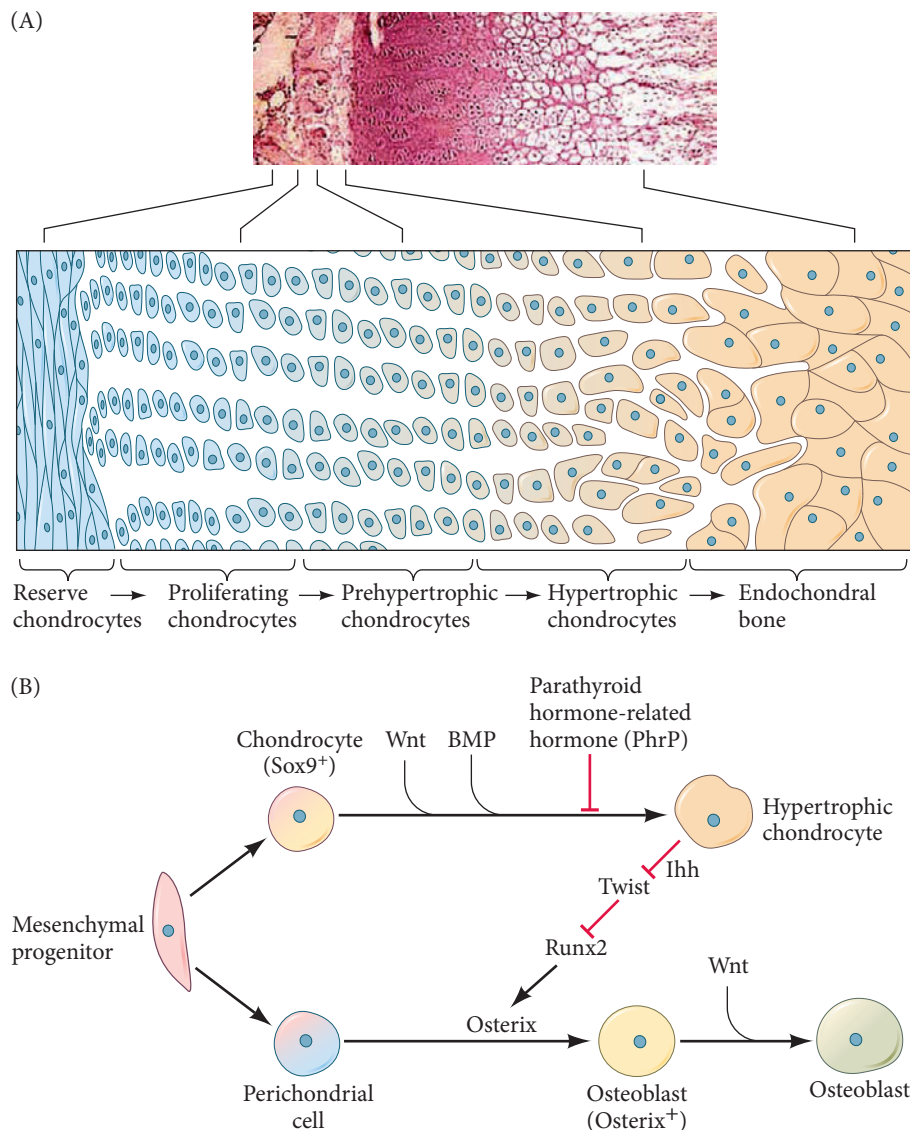 (A)
Reserve
chondrocytes
Proliferating
chondrocytes
Prehypertrophic
chondrocytes
Hypertrophic
chondrocytes
Endochondral
bone
(B)
Parathyroid
hormone-related
hormone (PhrP)
Chondrocyte
(Sox9⁺)
Wnt
BMP
Hypertrophic
chondrocyte
Ihh
Twist
Mesenchymal
progenitor
Runx2
Wnt
Osterix
Perichondrial
cell
Osteoblast
(Osterix⁺)
Osteoblast